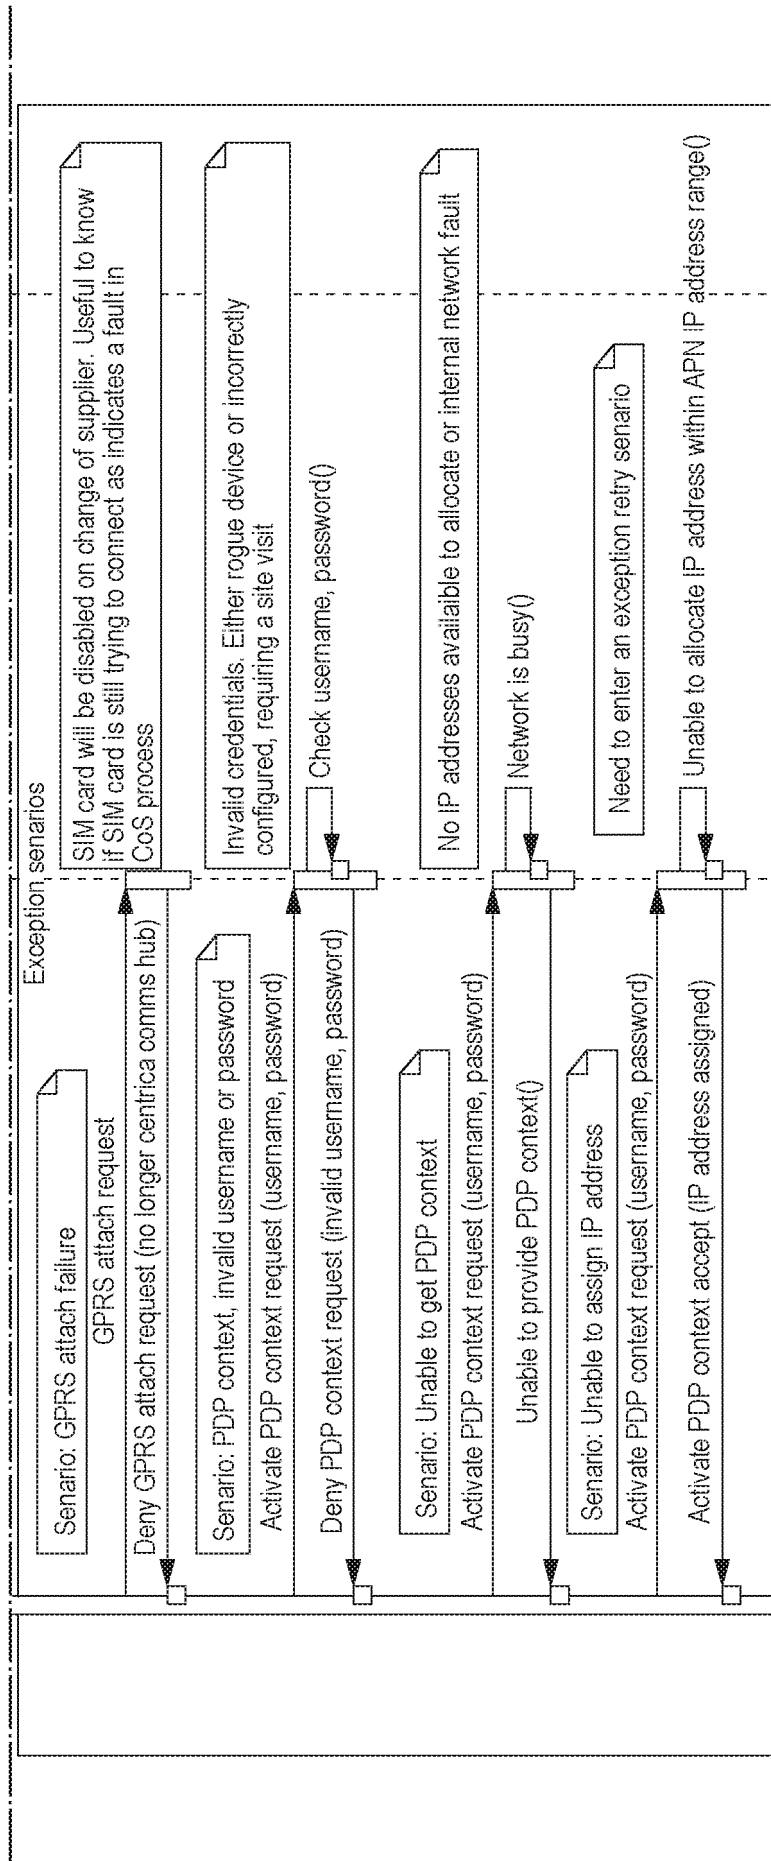 Exception senarios
Senario: GPRS attach failure
GPRS attach request
SIM card will be disabled on change of supplier. Useful to know
if SIM card is still trying to connect as indicates a fault in
CoS process
Deny GPRS attach request (no longer centrica comms hub)
Senario: PDP context, invalid username or password
Invalid credentials. Either rogue device or incorrectly
configured, requiring a site visit
Activate PDP context request (username, password)
Check username, password()
Deny PDP context request (invalid username, password)
Senario: Unable to get PDP context
No IP addresses available to allocate or internal network fault
Activate PDP context request (username, password)
Network is busy()
Unable to provide PDP context()
Senario: Unable to assign IP address
Need to enter an exception retry senario
Activate PDP context request (username, password)
Unable to allocate IP address within APN IP address range()
Activate PDP context accept (IP address assigned)